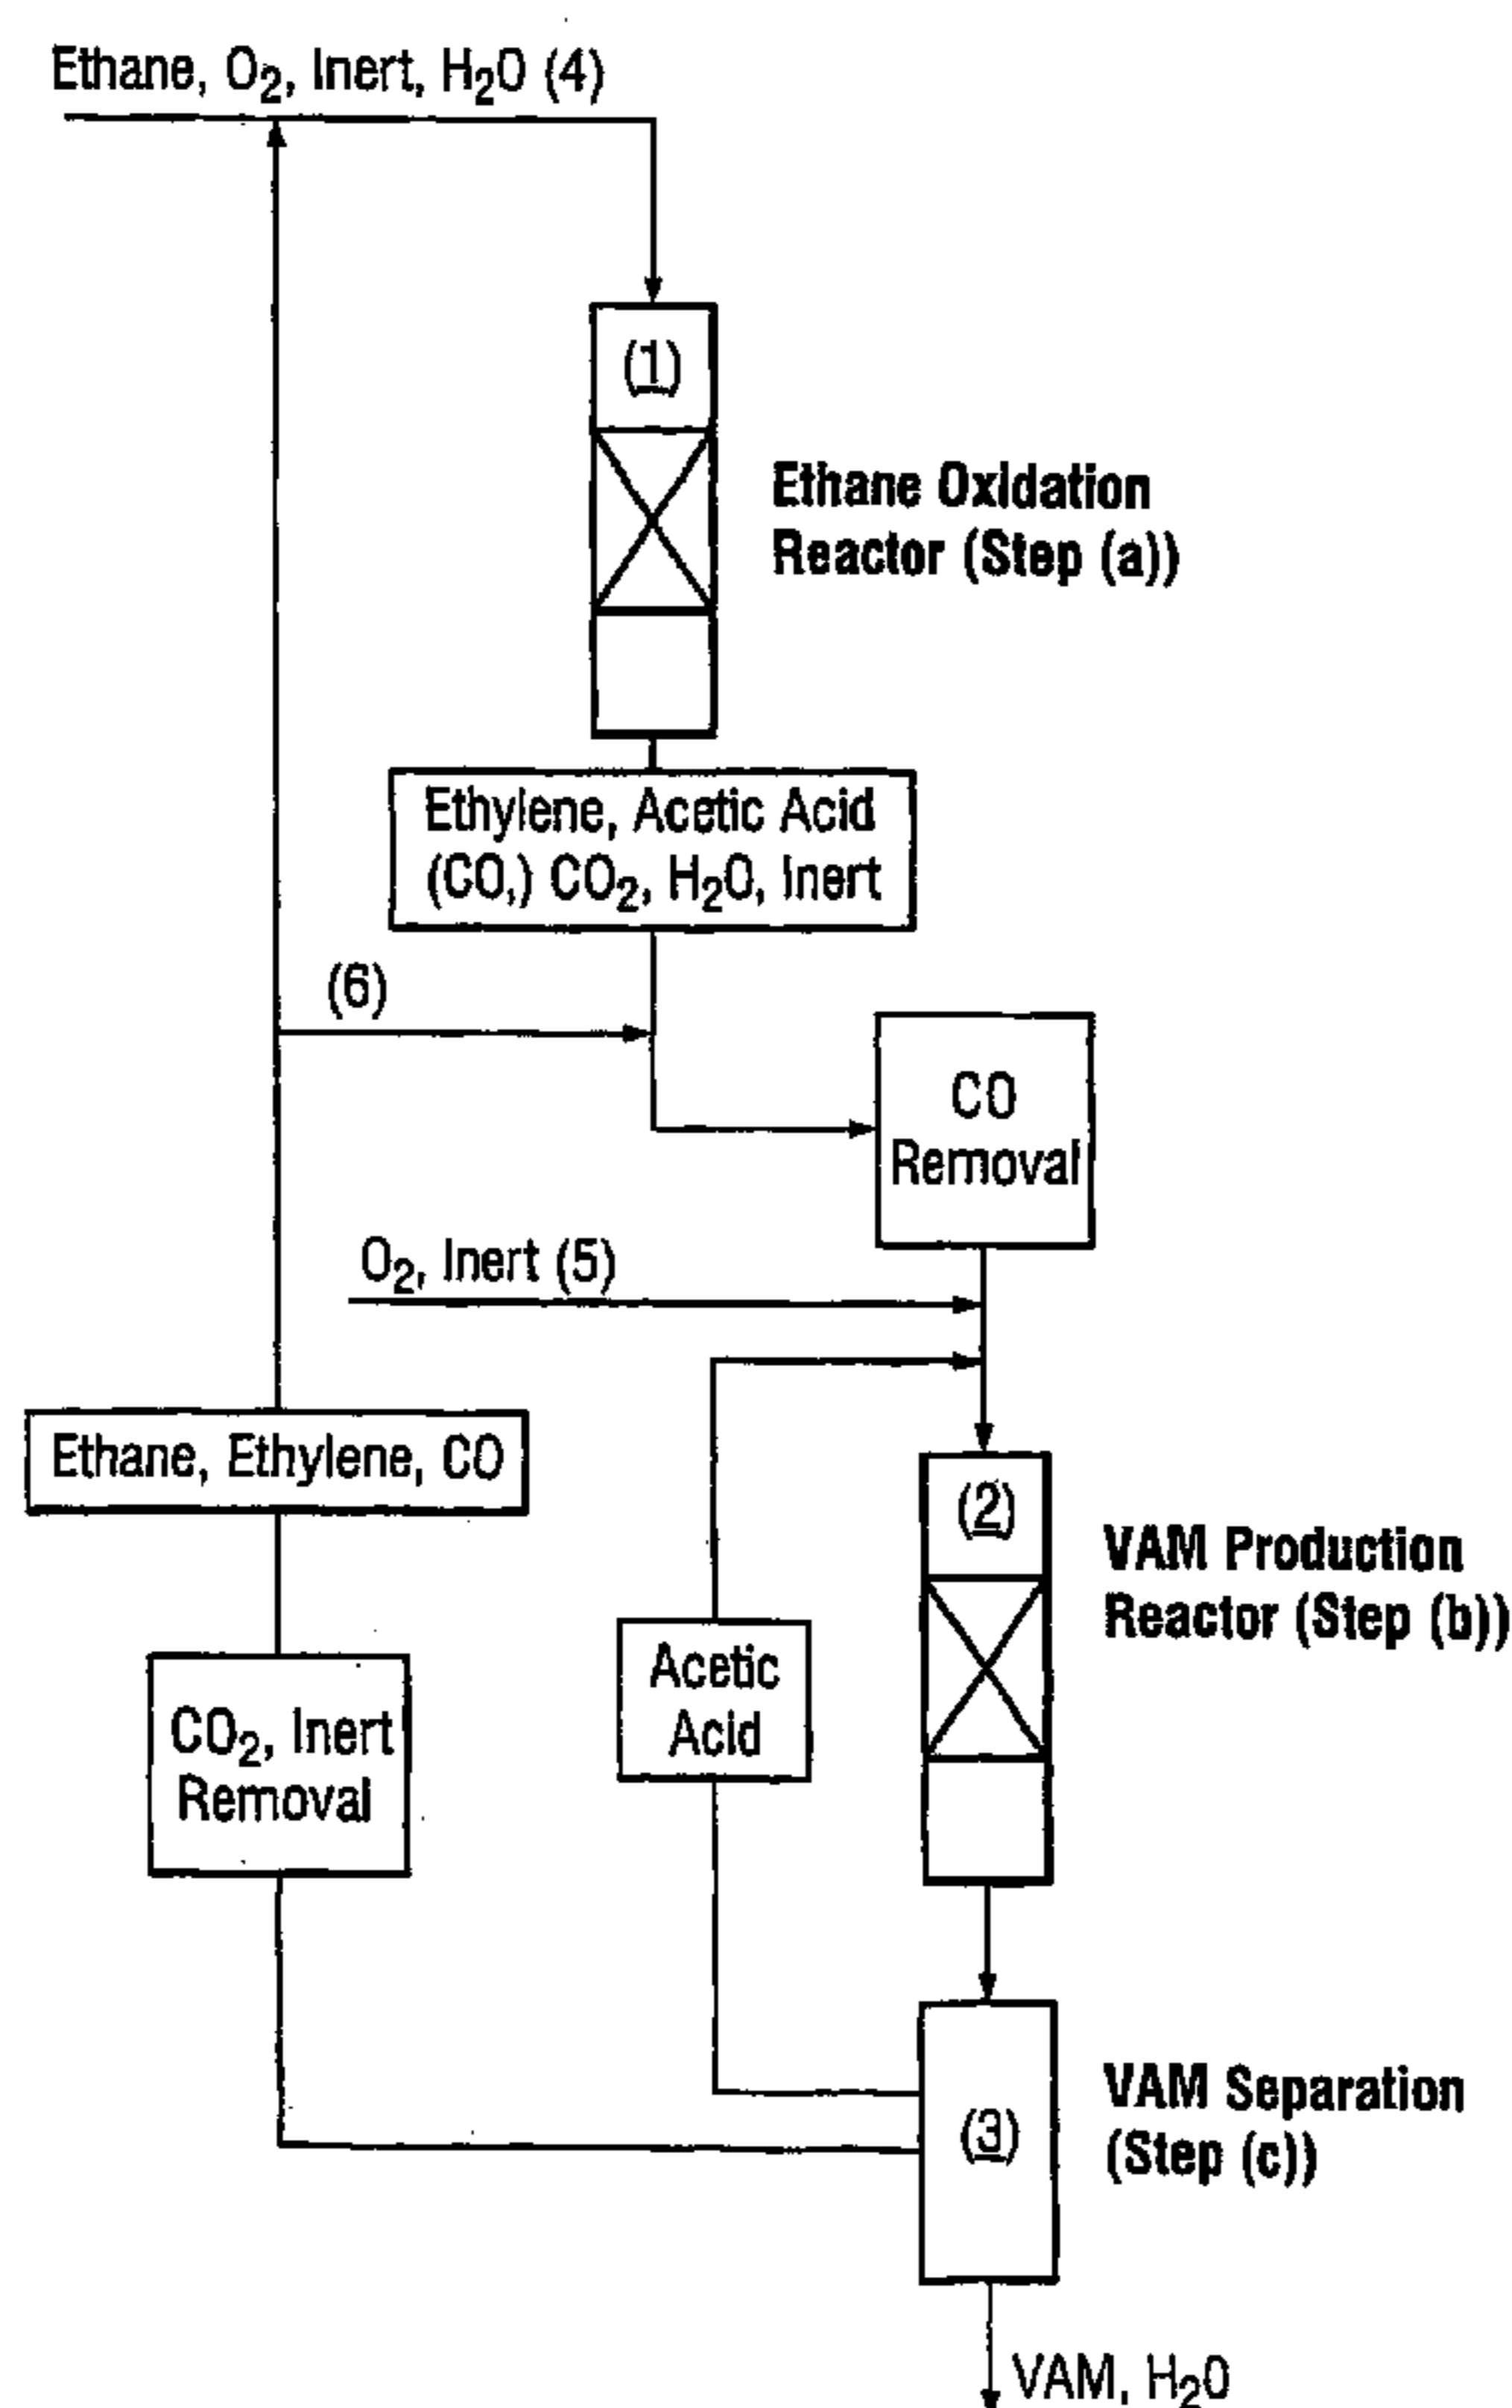 Ethane, O₂, Inert, H₂O (4)
(1)
Ethane Oxidation
Reactor (Step (a))
Ethylene, Acetic Acid
(CO,) CO₂, H₂O, Inert
(6)
CO
Removal
O₂, Inert (5)
Ethane, Ethylene, CO
(2)
VAM Production
Reactor (Step (b))
Acetic
Acid
CO₂, Inert
Removal
VAM Separation
(Step (c))
(3)
VAM, H₂O